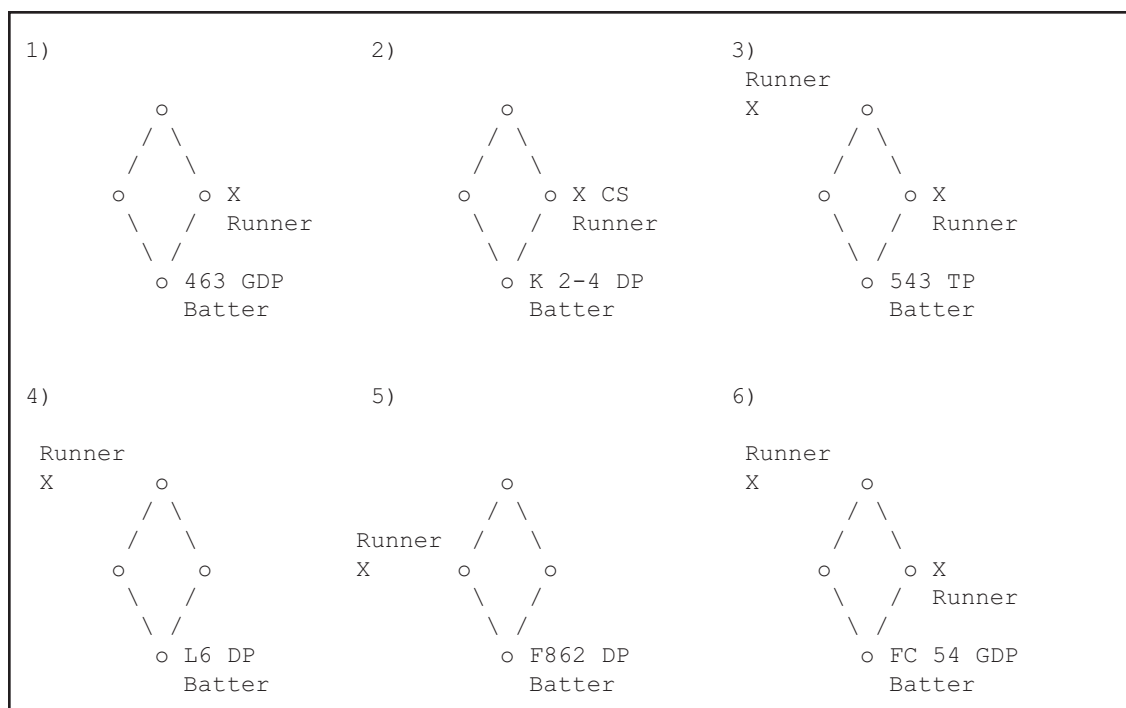 1) 2) 3)
Runner
o o X o
/ \ / \ / \
/ \ / \ / \
o o X o o X CS o o X
\ / Runner \ / Runner \ / Runner
\ / \ / \ /
o 463 GDP o K 2-4 DP o 543 TP
Batter Batter Batter
4) 5) 6)
Runner Runner
X o o X o
/ \ / \ / \
/ \ Runner / \ / \
o o X o o o o X
\ / \ / \ / Runner
\ / \ / \ /
o L6 DP o F862 DP o FC 54 GDP
Batter Batter Batter